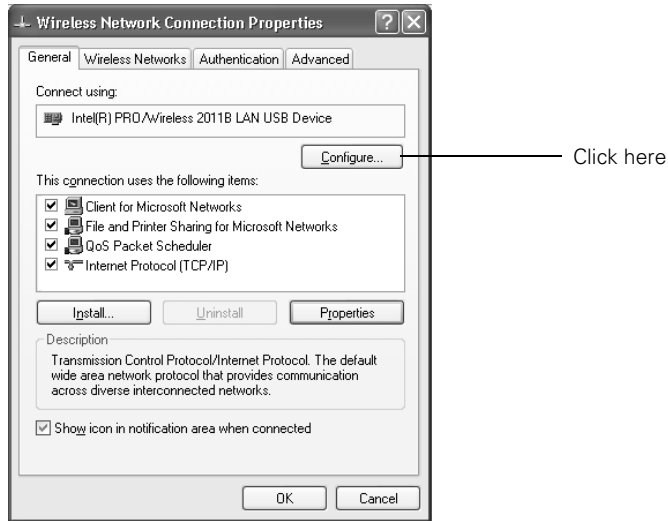 Wireless Network Connection Properties
General Wireless Networks Authentication Advanced
Connect using:
Intel(R) PRO/Wireless 2011B LAN USB Device
Configure... Click here
This connection uses the following items:
Client for Microsoft Networks
File and Printer Sharing for Microsoft Networks
QoS Packet Scheduler
Internet Protocol (TCP/IP)
Install... Uninstall Properties
Description
Transmission Control Protocol/Internet Protocol. The default
wide area network protocol that provides communication
across diverse interconnected networks.
Show icon in notification area when connected
OK Cancel